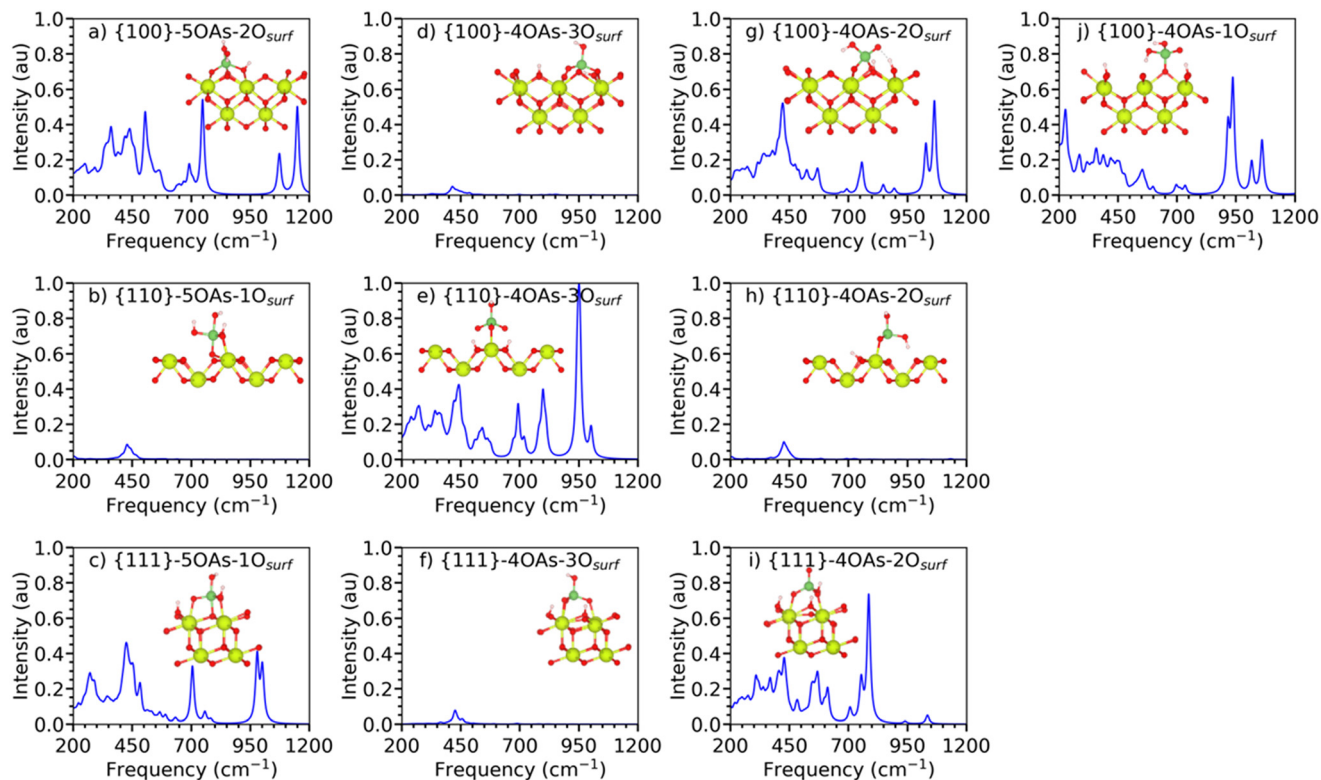 a) {100}-5OAs-2Osurf
d) {100}-4OAs-3Osurf
g) {100}-4OAs-2Osurf
j) {100}-4OAs-1Osurf
Intensity (au)
1.0
0.8
0.6
0.4
0.2
0.0
200 450 700 950 1200
Frequency (cm⁻¹)
Intensity (au)
1.0
0.8
0.6
0.4
0.2
0.0
200 450 700 950 1200
Frequency (cm⁻¹)
Intensity (au)
1.0
0.8
0.6
0.4
0.2
0.0
200 450 700 950 1200
Frequency (cm⁻¹)
Intensity (au)
1.0
0.8
0.6
0.4
0.2
0.0
200 450 700 950 1200
Frequency (cm⁻¹)
b) {110}-5OAs-1Osurf
e) {110}-4OAs-3Osurf
h) {110}-4OAs-2Osurf
Intensity (au)
1.0
0.8
0.6
0.4
0.2
0.0
200 450 700 950 1200
Frequency (cm⁻¹)
Intensity (au)
1.0
0.8
0.6
0.4
0.2
0.0
200 450 700 950 1200
Frequency (cm⁻¹)
Intensity (au)
1.0
0.8
0.6
0.4
0.2
0.0
200 450 700 950 1200
Frequency (cm⁻¹)
c) {111}-5OAs-1Osurf
f) {111}-4OAs-3Osurf
i) {111}-4OAs-2Osurf
Intensity (au)
1.0
0.8
0.6
0.4
0.2
0.0
200 450 700 950 1200
Frequency (cm⁻¹)
Intensity (au)
1.0
0.8
0.6
0.4
0.2
0.0
200 450 700 950 1200
Frequency (cm⁻¹)
Intensity (au)
1.0
0.8
0.6
0.4
0.2
0.0
200 450 700 950 1200
Frequency (cm⁻¹)